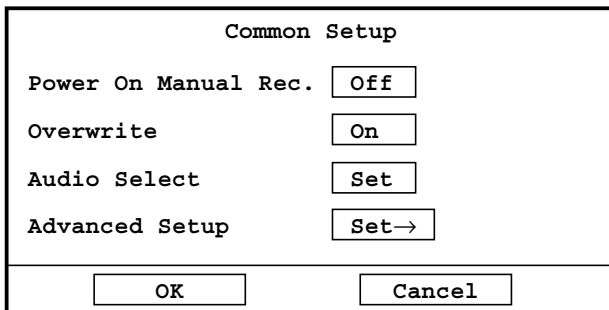 Common Setup
Power On Manual Rec. Off
Overwrite On
Audio Select Set
Advanced Setup Set→
OK Cancel